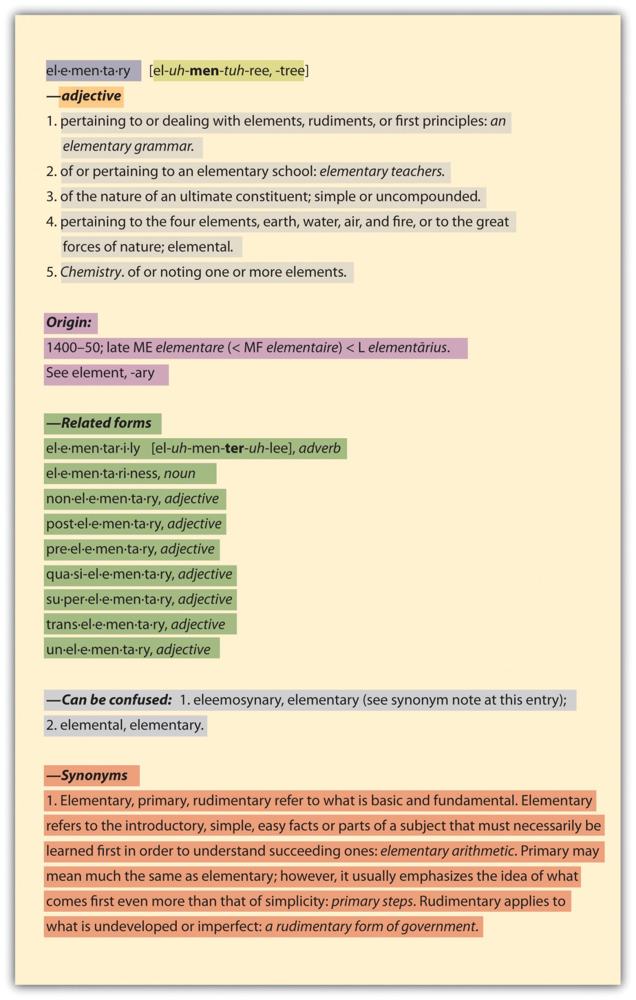 el·e·men·ta·ry [el-uh-men-tuh-ree, -tree]
—adjective
1. pertaining to or dealing with elements, rudiments, or first principles: an
elementary grammar.
2. of or pertaining to an elementary school: elementary teachers.
3. of the nature of an ultimate constituent; simple or uncompounded.
4. pertaining to the four elements, earth, water, air, and fire, or to the great
forces of nature; elemental.
5. Chemistry. of or noting one or more elements.
Origin:
1400–50; late ME elementare (< MF elementaire) < L elementārius.
See element, -ary
—Related forms
el·e·men·tar·i·ly [el-uh-men-ter-uh-lee], adverb
el·e·men·ta·ri·ness, noun
non·el·e·men·ta·ry, adjective
post·el·e·men·ta·ry, adjective
pre·el·e·men·ta·ry, adjective
qua·si-el·e·men·ta·ry, adjective
su·per·el·e·men·ta·ry, adjective
trans·el·e·men·ta·ry, adjective
un·el·e·men·ta·ry, adjective
—Can be confused: 1. eleemosynary, elementary (see synonym note at this entry);
2. elemental, elementary.
—Synonyms
1. Elementary, primary, rudimentary refer to what is basic and fundamental. Elementary
refers to the introductory, simple, easy facts or parts of a subject that must necessarily be
learned first in order to understand succeeding ones: elementary arithmetic. Primary may
mean much the same as elementary; however, it usually emphasizes the idea of what
comes first even more than that of simplicity: primary steps. Rudimentary applies to
what is undeveloped or imperfect: a rudimentary form of government.